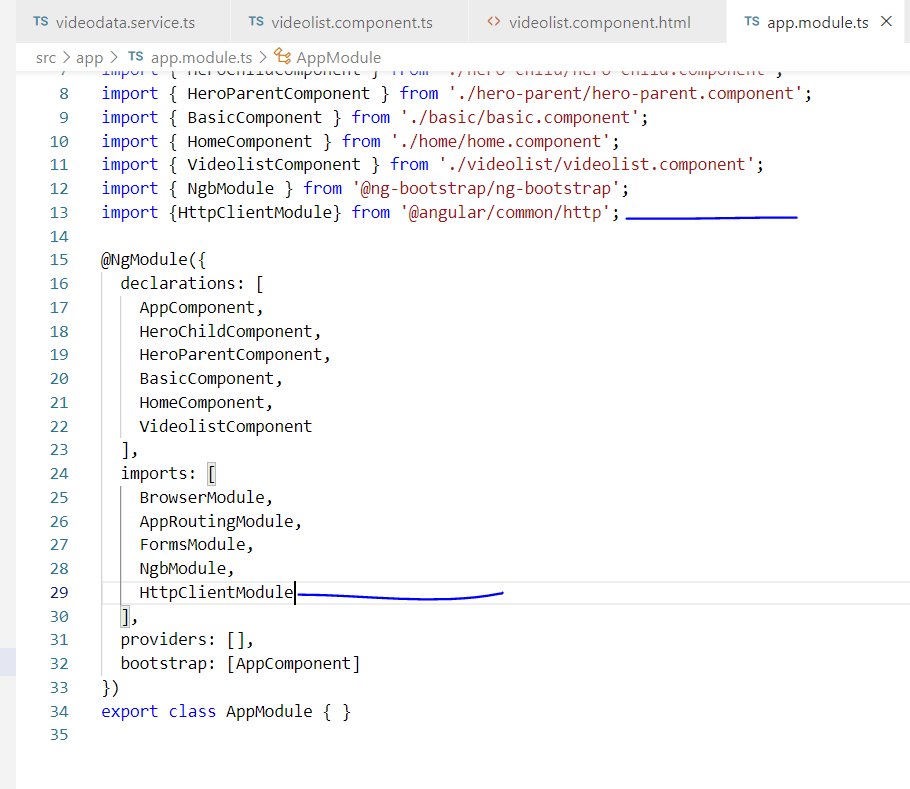 TS videodata.service.ts TS videolist.component.ts <> videolist.component.html TS app.module.ts ✕
src > app > TS app.module.ts > AppModule
7 import { HeroChildComponent } from './hero-child/hero-child.component';
8 import { HeroParentComponent } from './hero-parent/hero-parent.component';
9 import { BasicComponent } from './basic/basic.component';
10 import { HomeComponent } from './home/home.component';
11 import { VideolistComponent } from './videolist/videolist.component';
12 import { NgbModule } from '@ng-bootstrap/ng-bootstrap';
13 import {HttpClientModule} from '@angular/common/http';
14
15 @NgModule({
16 declarations: [
17 AppComponent,
18 HeroChildComponent,
19 HeroParentComponent,
20 BasicComponent,
21 HomeComponent,
22 VideolistComponent
23 ],
24 imports: [
25 BrowserModule,
26 AppRoutingModule,
27 FormsModule,
28 NgbModule,
29 HttpClientModule
30 ],
31 providers: [],
32 bootstrap: [AppComponent]
33 })
34 export class AppModule { }
35